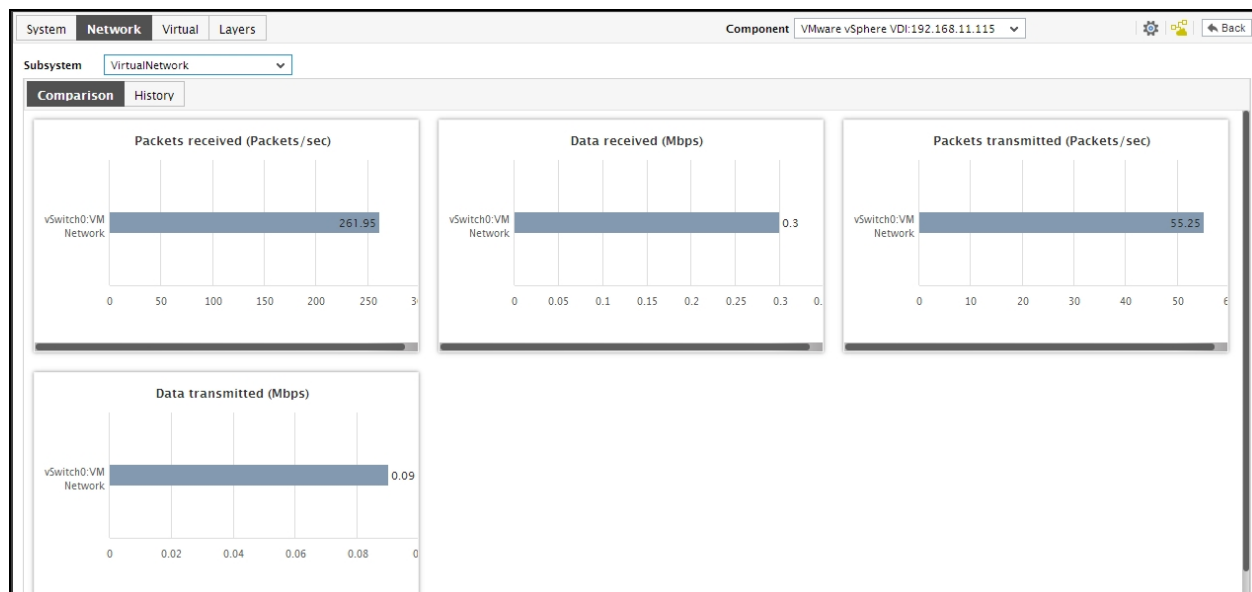 System Network Virtual Layers Component VMware vSphere VDI:192.168.11.115 Back
Subsystem VirtualNetwork
Comparison History
Packets received (Packets/sec)
vSwitch0:VM
Network
261.95
0 50 100 150 200 250
Data received (Mbps)
vSwitch0:VM
Network
0.3
0 0.05 0.1 0.15 0.2 0.25 0.3
Packets transmitted (Packets/sec)
vSwitch0:VM
Network
55.25
0 10 20 30 40 50
Data transmitted (Mbps)
vSwitch0:VM
Network
0.09
0 0.02 0.04 0.06 0.08